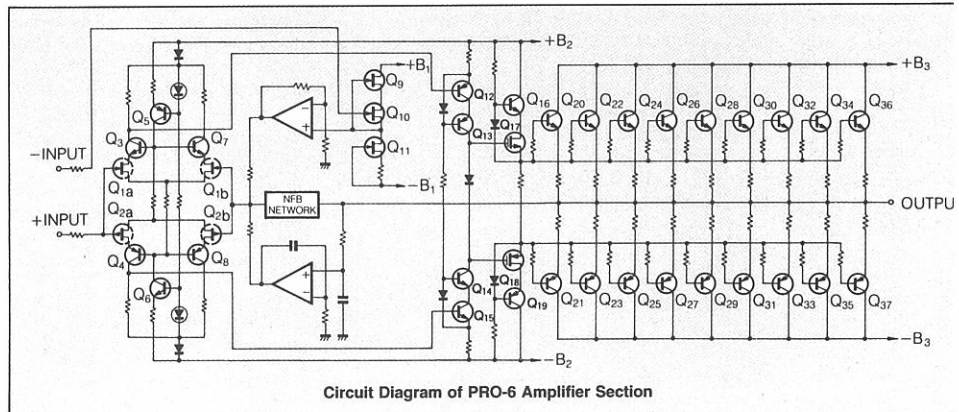 +B2
+B1
+B3
Q9
Q12
Q16
Q20
Q22
Q24
Q26
Q28
Q30
Q32
Q34
Q36
Q5
Q10
Q17
Q3
Q7
Q13
−INPUT
Q11
Q1a
Q1b
−B1
+INPUT
Q2a
Q2b
NFB
NETWORK
OUTPU
Q4
Q8
Q6
Q14
Q18
Q15
Q19
Q21
Q23
Q25
Q27
Q29
Q31
Q33
Q35
Q37
−B2
−B3
Circuit Diagram of PRO-6 Amplifier Section